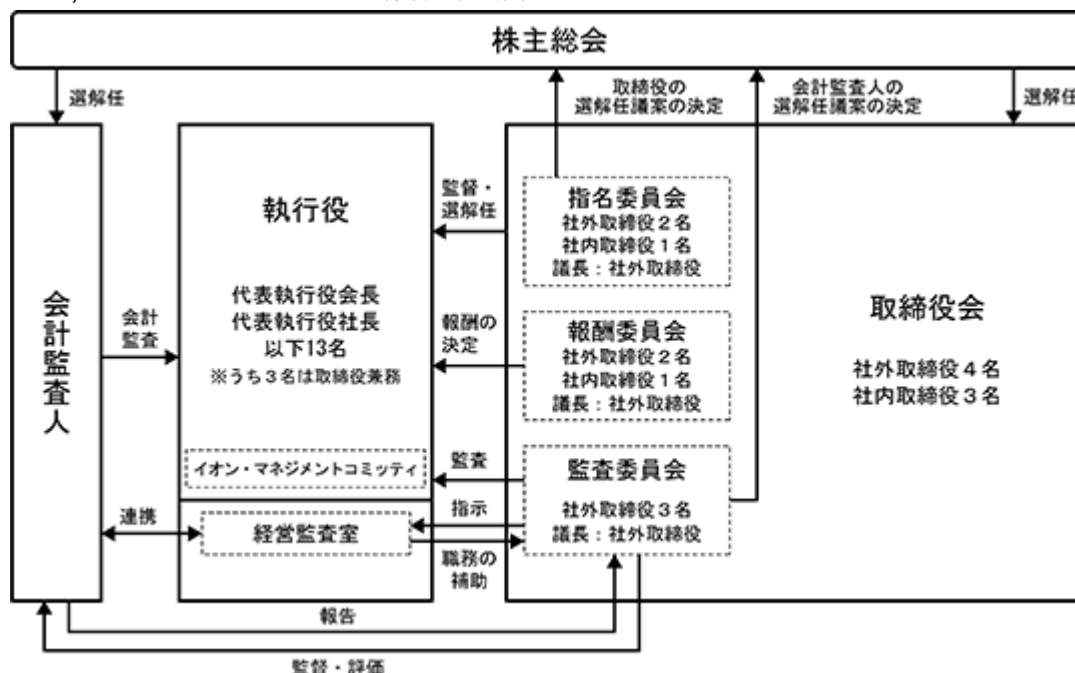 株主総会
選解任
取締役の
選解任議案の決定
会計監査人の
選解任議案の決定
選解任
会計監査人
会計
監査
執行役
代表執行役会長
代表執行役社長
以下13名
※うち3名は取締役兼務
イオン・マネジメントコミッティ
連携
経営監査室
監督・
選解任
報酬の
決定
監査
指示
職務の
補助
指名委員会
社外取締役2名
社内取締役1名
議長：社外取締役
報酬委員会
社外取締役2名
社内取締役1名
議長：社外取締役
監査委員会
社外取締役3名
議長：社外取締役
取締役会
社外取締役4名
社内取締役3名
報告
監督・評価